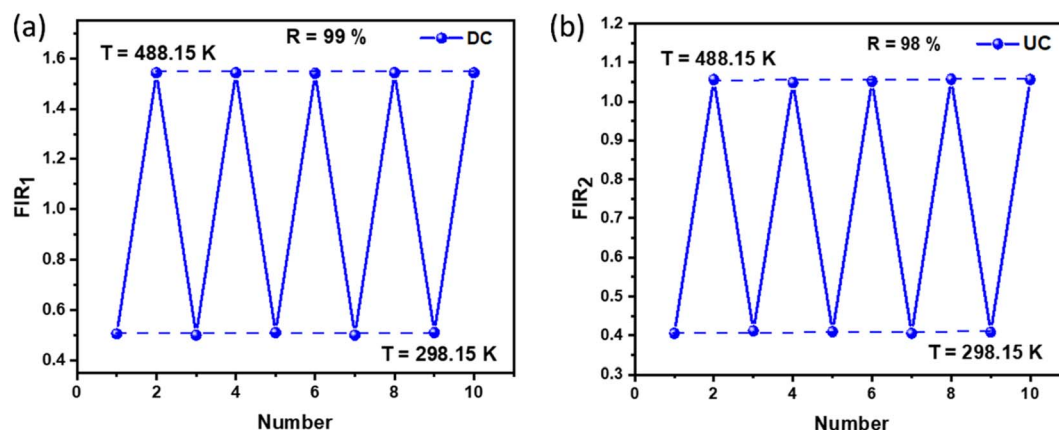 (a)
R = 99 %
DC
T = 488.15 K
T = 298.15 K
FIR1
1.6
1.4
1.2
1.0
0.8
0.6
0.4
0
2
4
6
8
10
Number
(b)
R = 98 %
UC
T = 488.15 K
T = 298.15 K
FIR2
1.2
1.1
1.0
0.9
0.8
0.7
0.6
0.5
0.4
0.3
0
2
4
6
8
10
Number